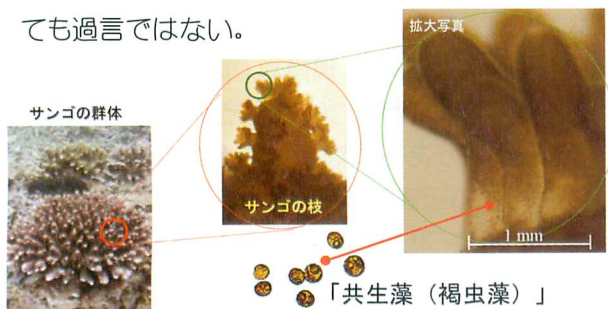 ても過言ではない。
拡大写真
サンゴの群体
サンゴの枝
1 mm
「共生藻（褐虫藻）」